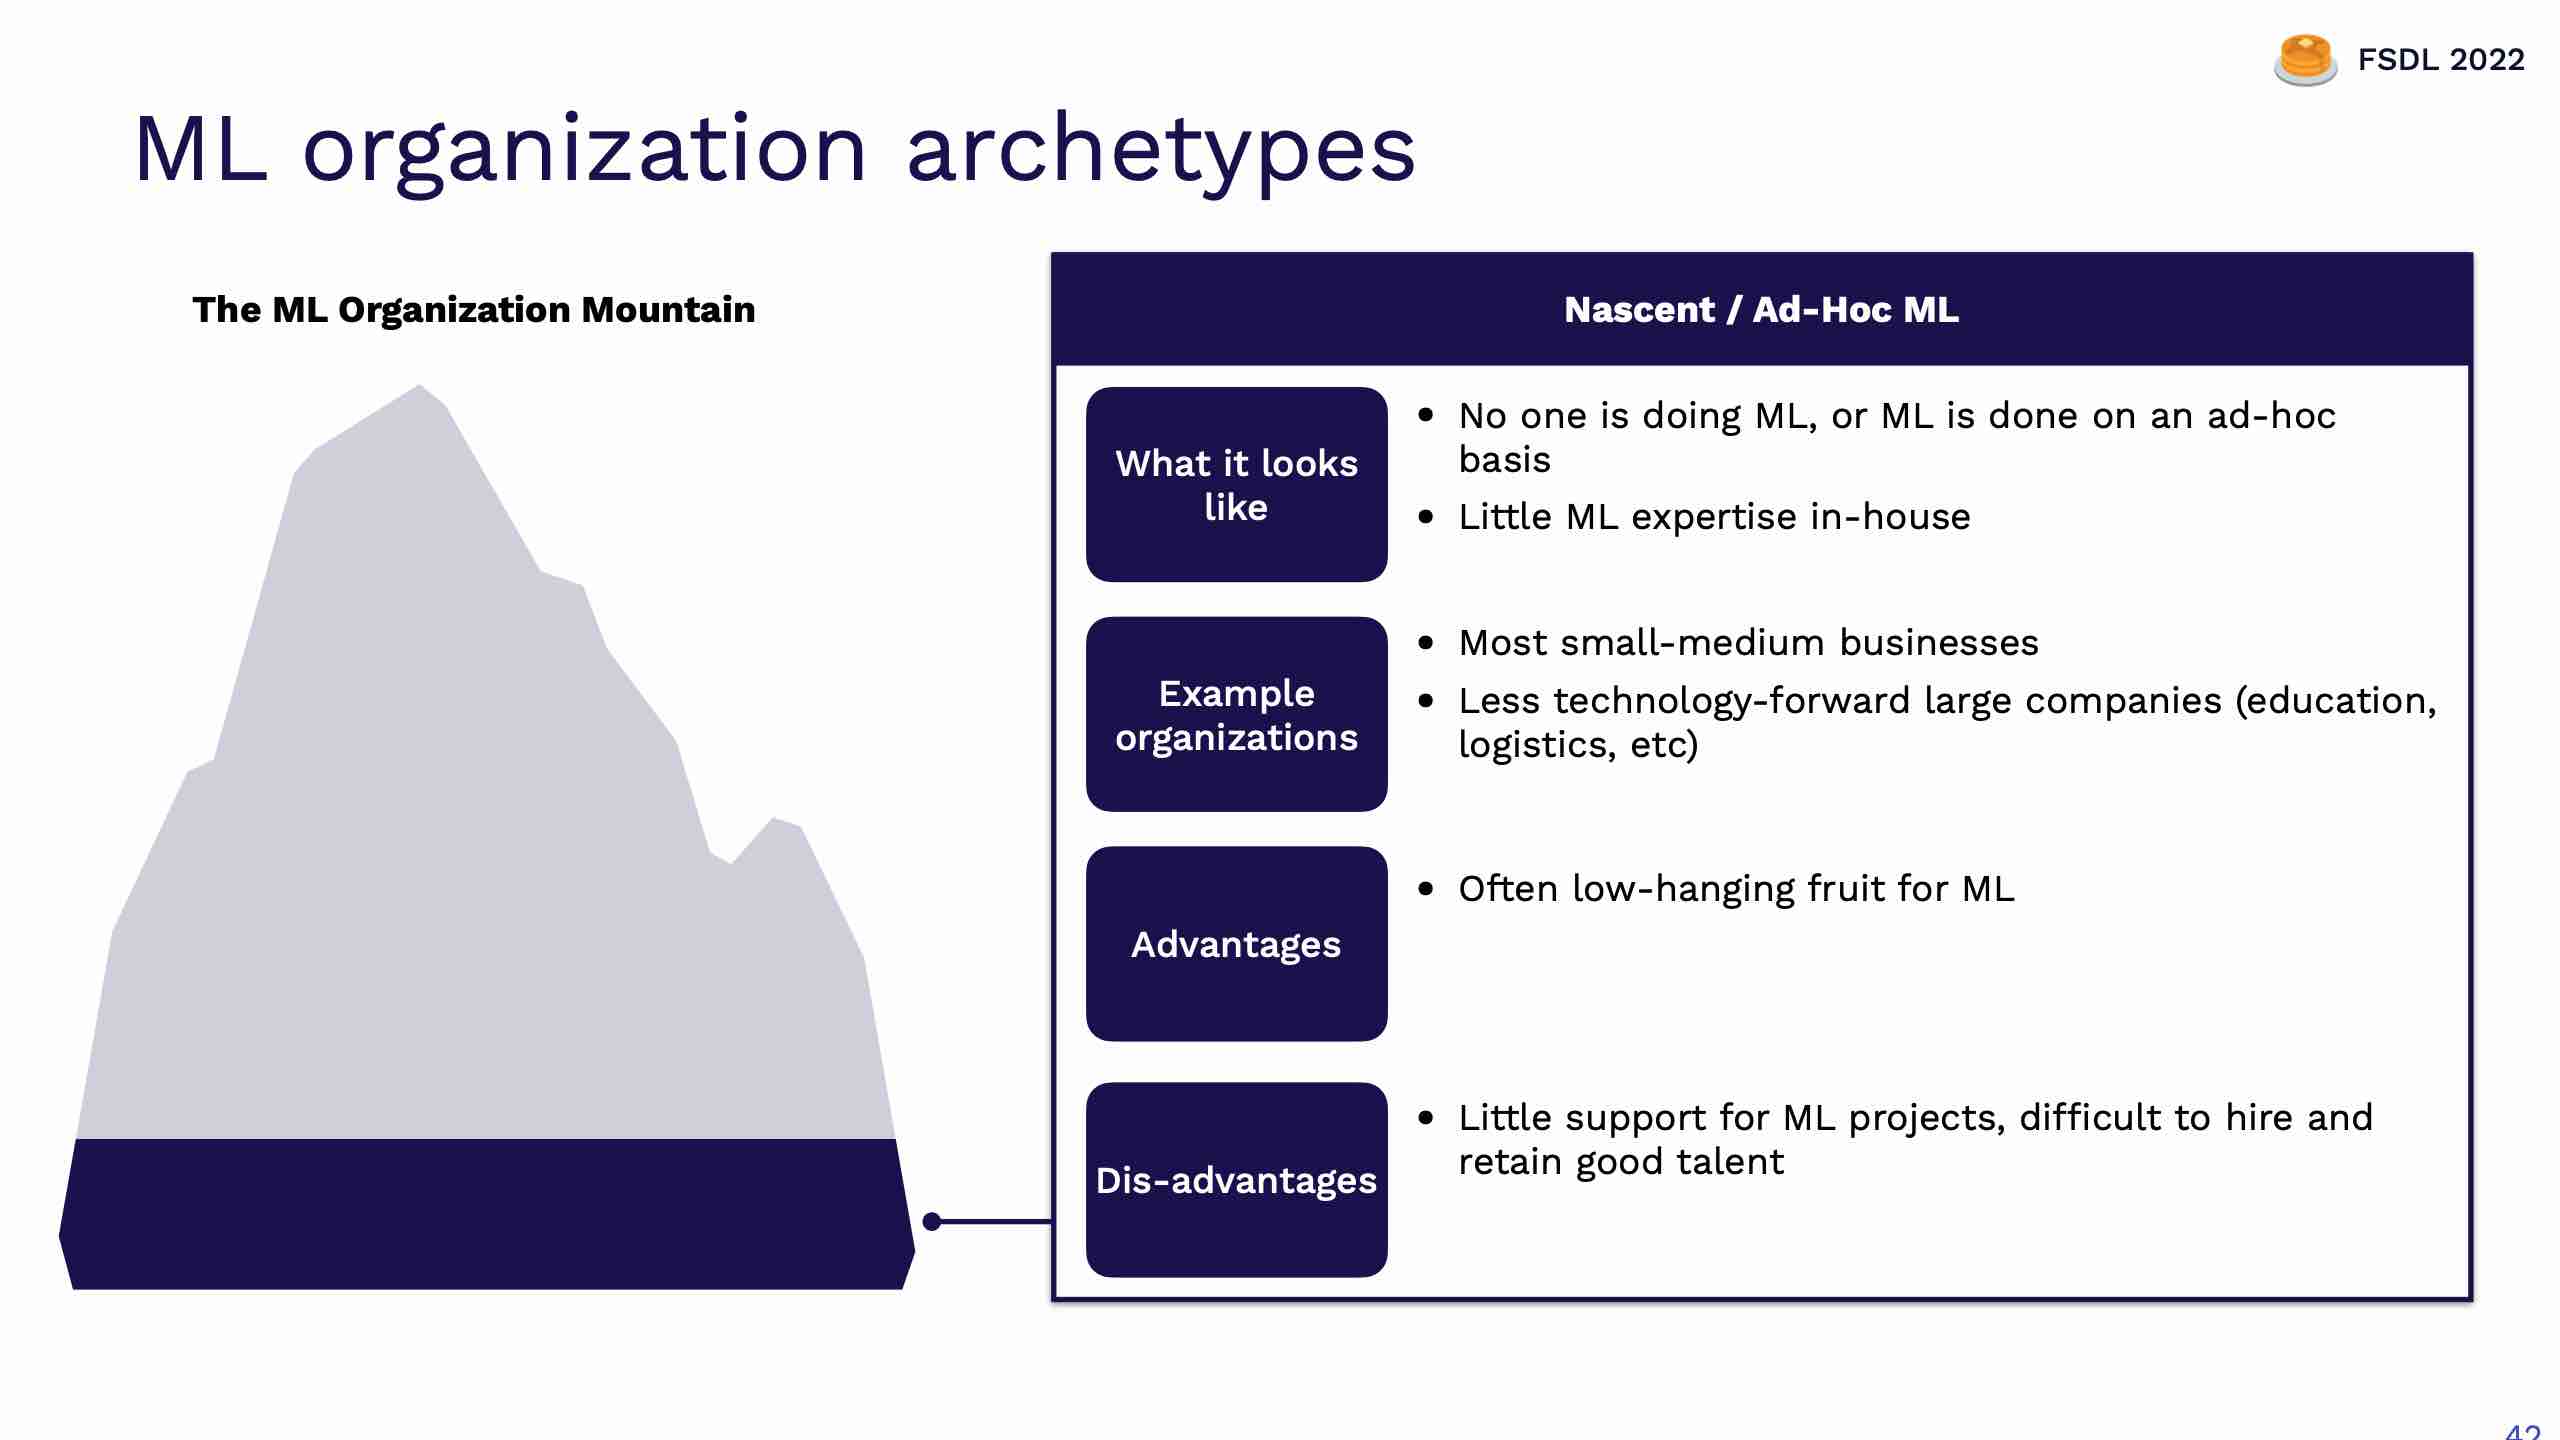 FSDL 2022
ML organization archetypes
The ML Organization Mountain
Nascent / Ad-Hoc ML
What it looks
like
• No one is doing ML, or ML is done on an ad-hoc
basis
• Little ML expertise in-house
Example
organizations
• Most small-medium businesses
• Less technology-forward large companies (education,
logistics, etc)
Advantages
• Often low-hanging fruit for ML
Dis-advantages
• Little support for ML projects, difficult to hire and
retain good talent
42